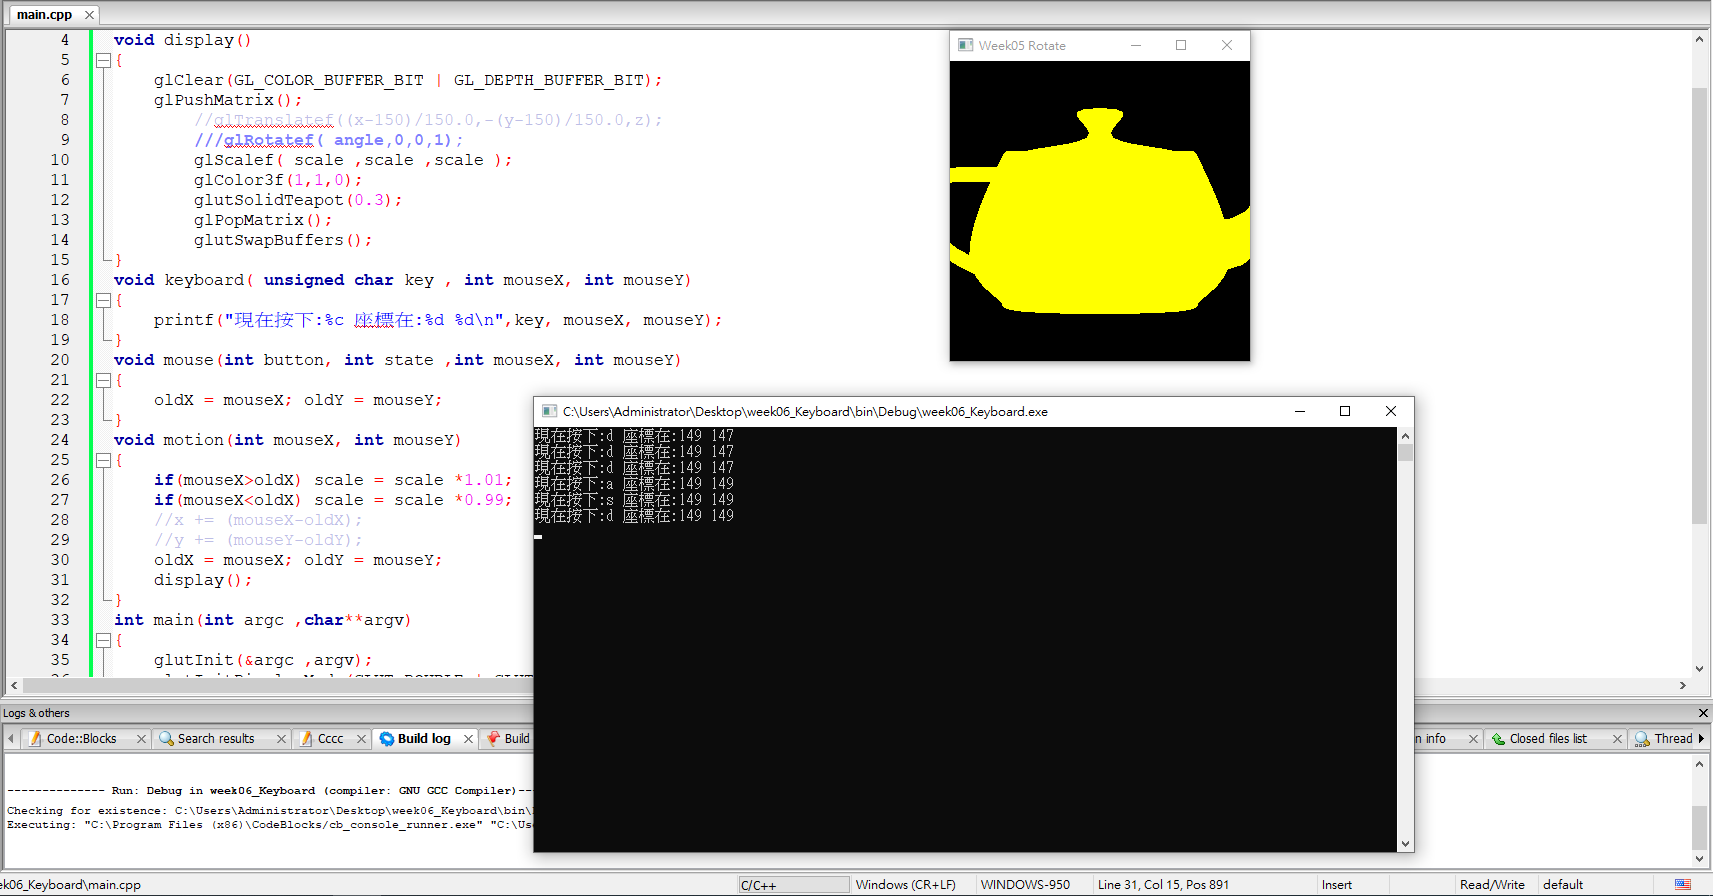 main.cpp
4 void display()
5 {
6 glClear(GL_COLOR_BUFFER_BIT | GL_DEPTH_BUFFER_BIT);
7 glPushMatrix();
8 //glTranslatef((x-150)/150.0,-(y-150)/150.0,z);
9 ///glRotatef( angle,0,0,1);
10 glScalef( scale ,scale ,scale );
11 glColor3f(1,1,0);
12 glutSolidTeapot(0.3);
13 glPopMatrix();
14 glutSwapBuffers();
15 }
16 void keyboard( unsigned char key , int mouseX, int mouseY)
17 {
18 printf("現在按下:%c 座標在:%d %d\n",key, mouseX, mouseY);
19 }
20 void mouse(int button, int state ,int mouseX, int mouseY)
21 {
22 oldX = mouseX; oldY = mouseY;
23 }
24 void motion(int mouseX, int mouseY)
25 {
26 if(mouseX>oldX) scale = scale *1.01;
27 if(mouseX<oldX) scale = scale *0.99;
28 //x += (mouseX-oldX);
29 //y += (mouseY-oldY);
30 oldX = mouseX; oldY = mouseY;
31 display();
32 }
33 int main(int argc ,char**argv)
34 {
35 glutInit(&argc ,argv);
Week05 Rotate
C:\Users\Administrator\Desktop\week06_Keyboard\bin\Debug\week06_Keyboard.exe
現在按下:d 座標在:149 147
現在按下:d 座標在:149 147
現在按下:d 座標在:149 147
現在按下:a 座標在:149 149
現在按下:s 座標在:149 149
現在按下:d 座標在:149 149
Logs & others
Code::Blocks Search results Cccc Build log Build n info Closed files list Thread
-------------- Run: Debug in week06_Keyboard (compiler: GNU GCC Compiler)--
Checking for existence: C:\Users\Administrator\Desktop\week06_Keyboard\bin\
Executing: "C:\Program Files (x86)\CodeBlocks/cb_console_runner.exe" "C:\Us
ek06_Keyboard\main.cpp C/C++ Windows (CR+LF) WINDOWS-950 Line 31, Col 15, Pos 891 Insert Read/Write default